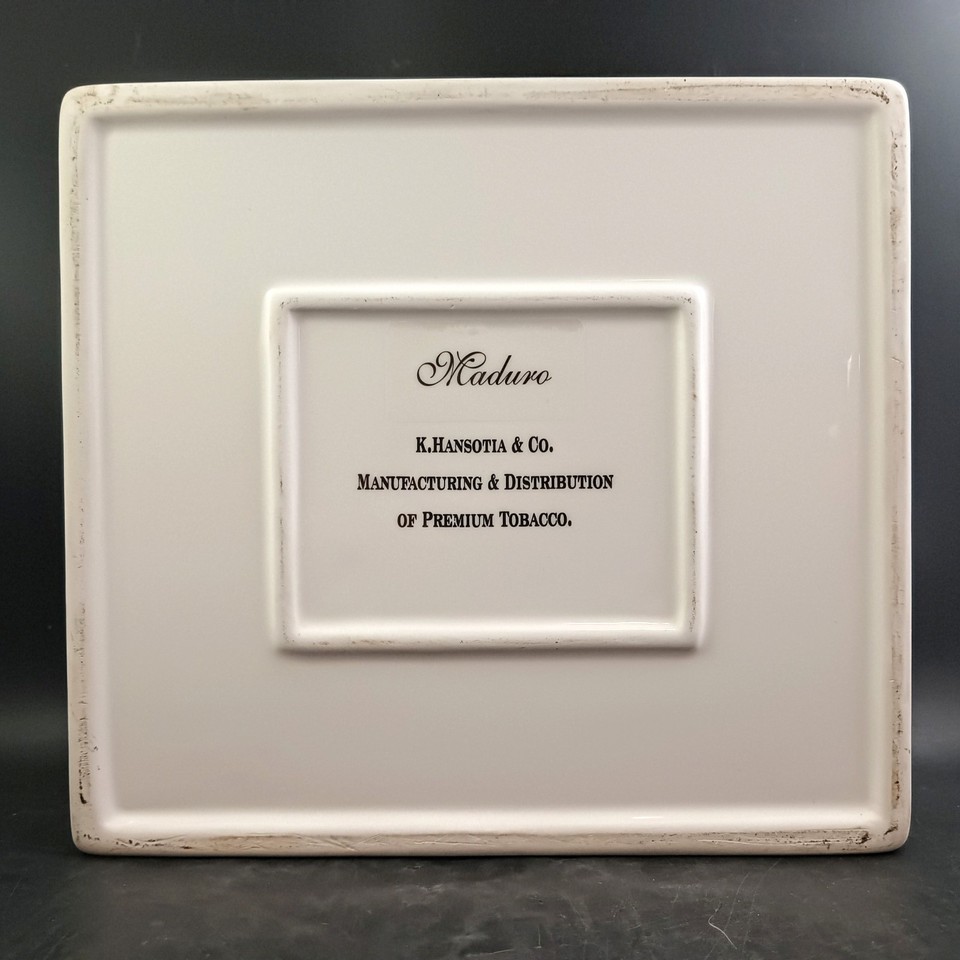 Maduro
K.Hansotia & Co.
Manufacturing & Distribution
of Premium Tobacco.